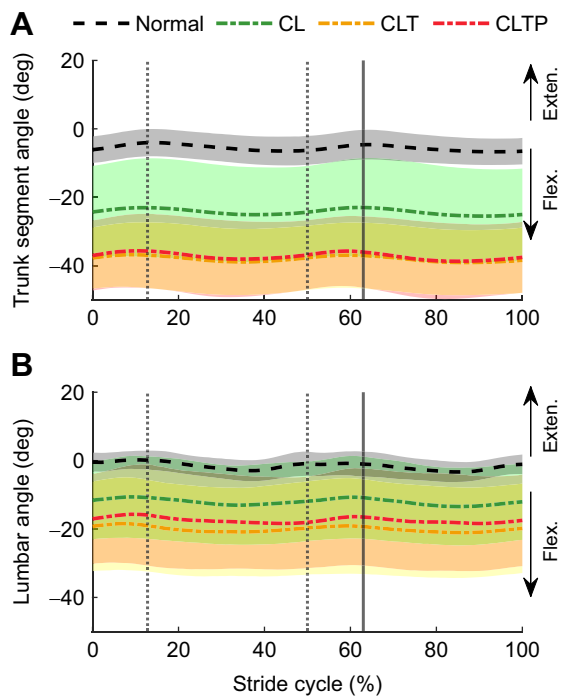 A
Normal CL CLT CLTP
20
0
–20
–40
Trunk segment angle (deg)
Exten.
Flex.
0 20 40 60 80 100
B
20
0
–20
–40
Lumbar angle (deg)
Exten.
Flex.
0 20 40 60 80 100
Stride cycle (%)